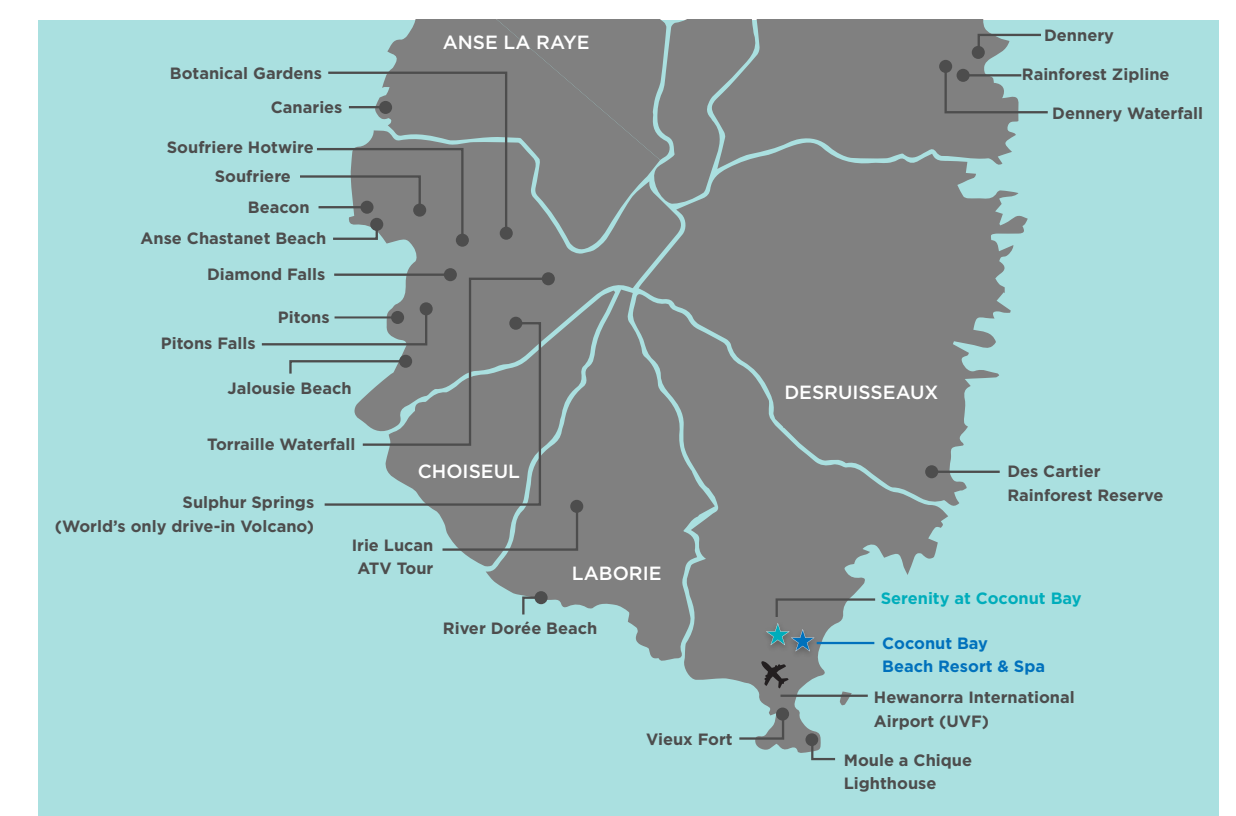 ANSE LA RAYE
Dennery
Botanical Gardens
Rainforest Zipline
Canaries
Dennery Waterfall
Soufriere Hotwire
Soufriere
Beacon
Anse Chastanet Beach
Diamond Falls
Pitons
Pitons Falls
Jalousie Beach
DESRUISSEAUX
Torraille Waterfall
CHOISEUL
Des Cartier
Rainforest Reserve
Sulphur Springs
(World’s only drive-in Volcano)
Irie Lucan
ATV Tour
LABORIE
River Dorée Beach
Serenity at Coconut Bay
Coconut Bay
Beach Resort & Spa
Hewanorra International
Airport (UVF)
Vieux Fort
Moule a Chique
Lighthouse